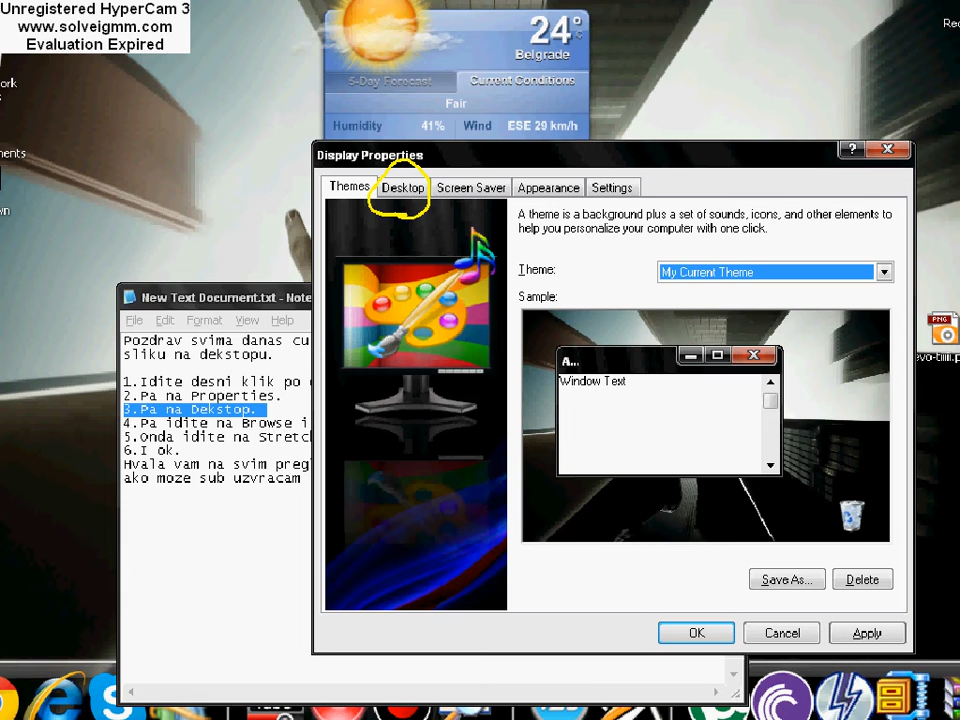 Unregistered HyperCam 3
www.solveigmm.com
Evaluation Expired
24°C
Belgrade
5-Day Forecast Current Conditions
Fair
Humidity 41% Wind ESE 29 km/h
Display Properties
Themes Desktop Screen Saver Appearance Settings
A theme is a background plus a set of sounds, icons, and other elements to
help you personalize your computer with one click.
Theme: My Current Theme
Sample:
A...
Window Text
Save As... Delete
OK Cancel Apply
New Text Document.txt - Note
File Edit Format View Help
Pozdrav svima danas cu
sliku na dekstopu.
1.Idite desni klik po
2.Pa na Properties.
3.Pa na Dekstop.
4.Pa idite na Browse i
5.Onda idite na Stretc
6.I ok.
Hvala vam na svim preg
ako moze sub uzvracam
PNG